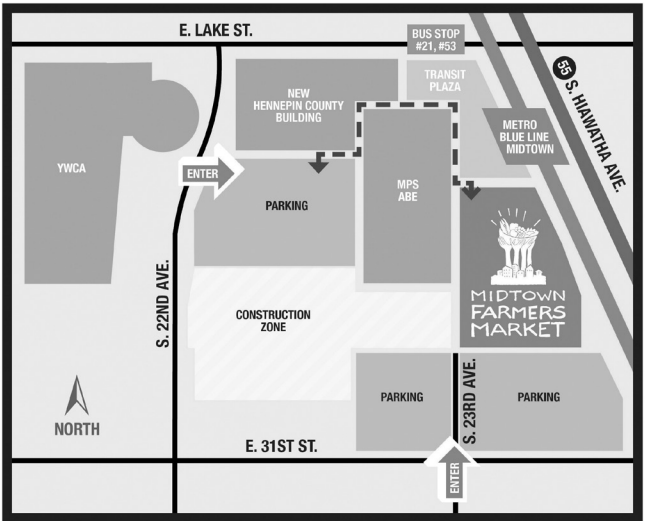 E. LAKE ST.
BUS STOP
#21, #53
TRANSIT
PLAZA
55 S. HIAWATHA AVE.
NEW
HENNEPIN COUNTY
BUILDING
METRO
BLUE LINE
MIDTOWN
YWCA
ENTER
MPS
ABE
PARKING
MIDTOWN
FARMERS
MARKET
S. 22ND AVE.
CONSTRUCTION
ZONE
PARKING
S. 23RD AVE.
PARKING
NORTH
E. 31ST ST.
ENTER